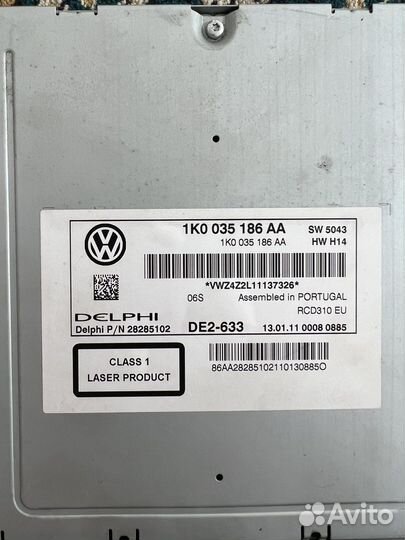 1K0 035 186 AA SW 5043
1K0 035 186 AA HW H14
*VWZ4Z2L11137326*
06S Assembled in PORTUGAL
RCD310 EU
DELPHI
Delphi P/N 28285102 DE2-633 13.01.11 0008 0885
CLASS 1
LASER PRODUCT
86AA28285102110130885O
Avito